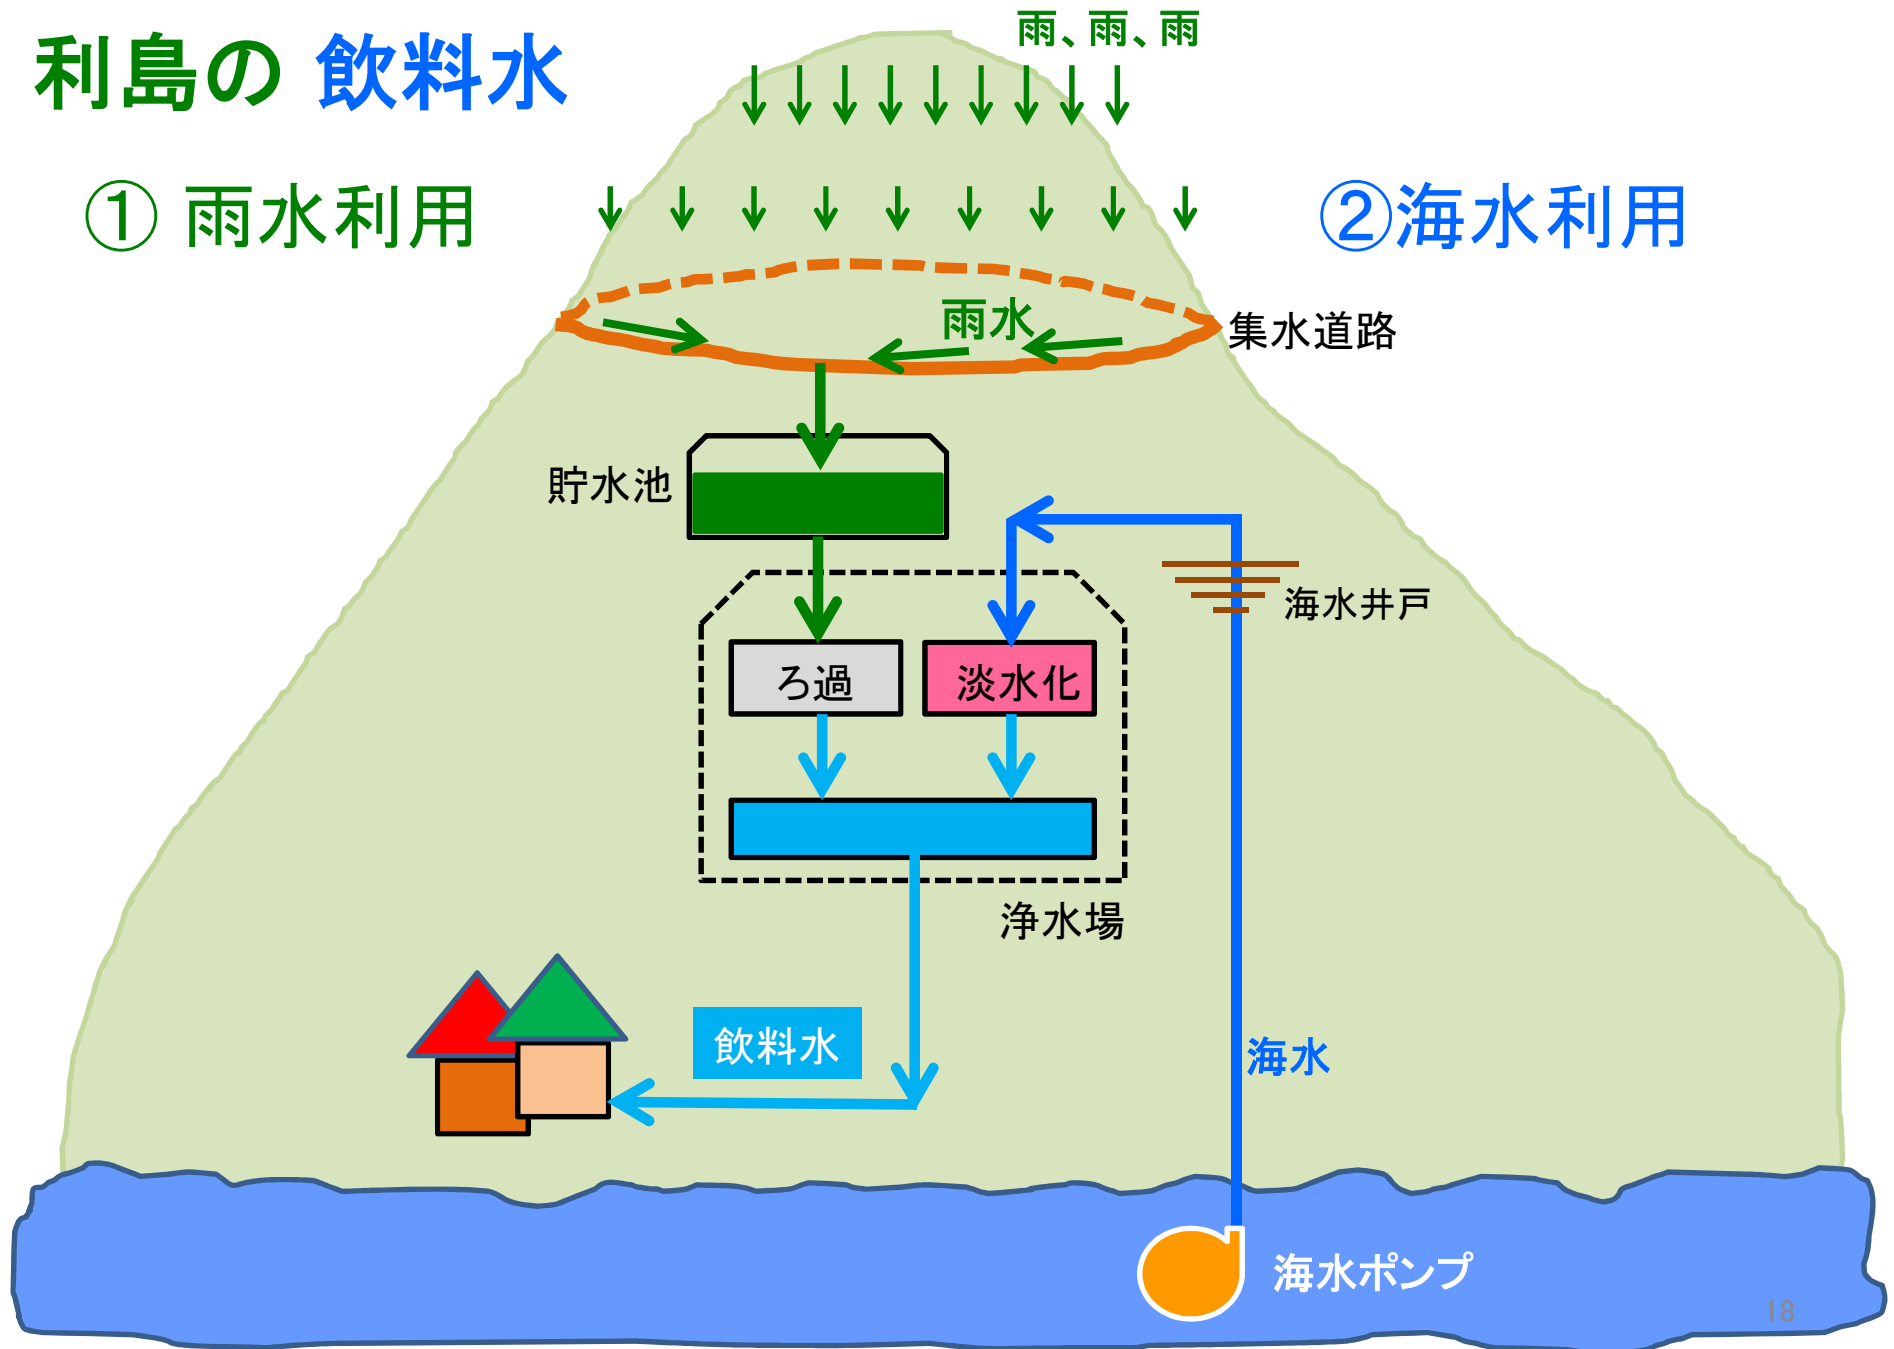 利島の 飲料水
雨、雨、雨
① 雨水利用
②海水利用
雨水
集水道路
貯水池
海水井戸
ろ過
淡水化
浄水場
飲料水
海水
海水ポンプ
18